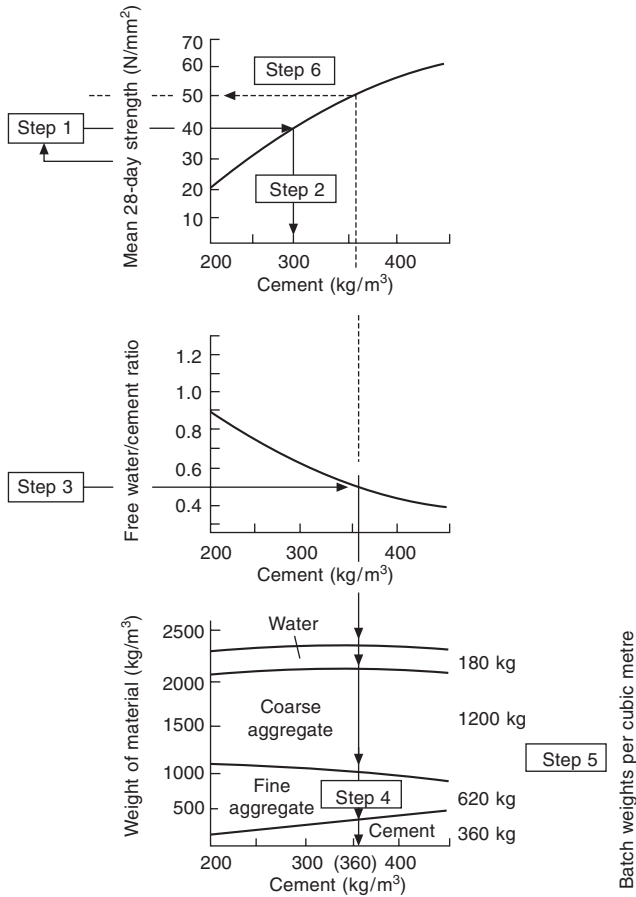 Mean 28-day strength (N/mm²)
70
60
50
40
30
20
10
Step 6
Step 1
Step 2
200 300 400
Cement (kg/m³)
Free water/cement ratio
1.2
1.0
0.8
0.6
0.4
Step 3
200 300 400
Cement (kg/m³)
Weight of material (kg/m³)
2500
2000
1500
1000
500
Water
Coarse
aggregate
Fine
aggregate
Step 4
Cement
180 kg
1200 kg
620 kg
360 kg
Step 5
Batch weights per cubic metre
200 (360) 400
Cement (kg/m³)